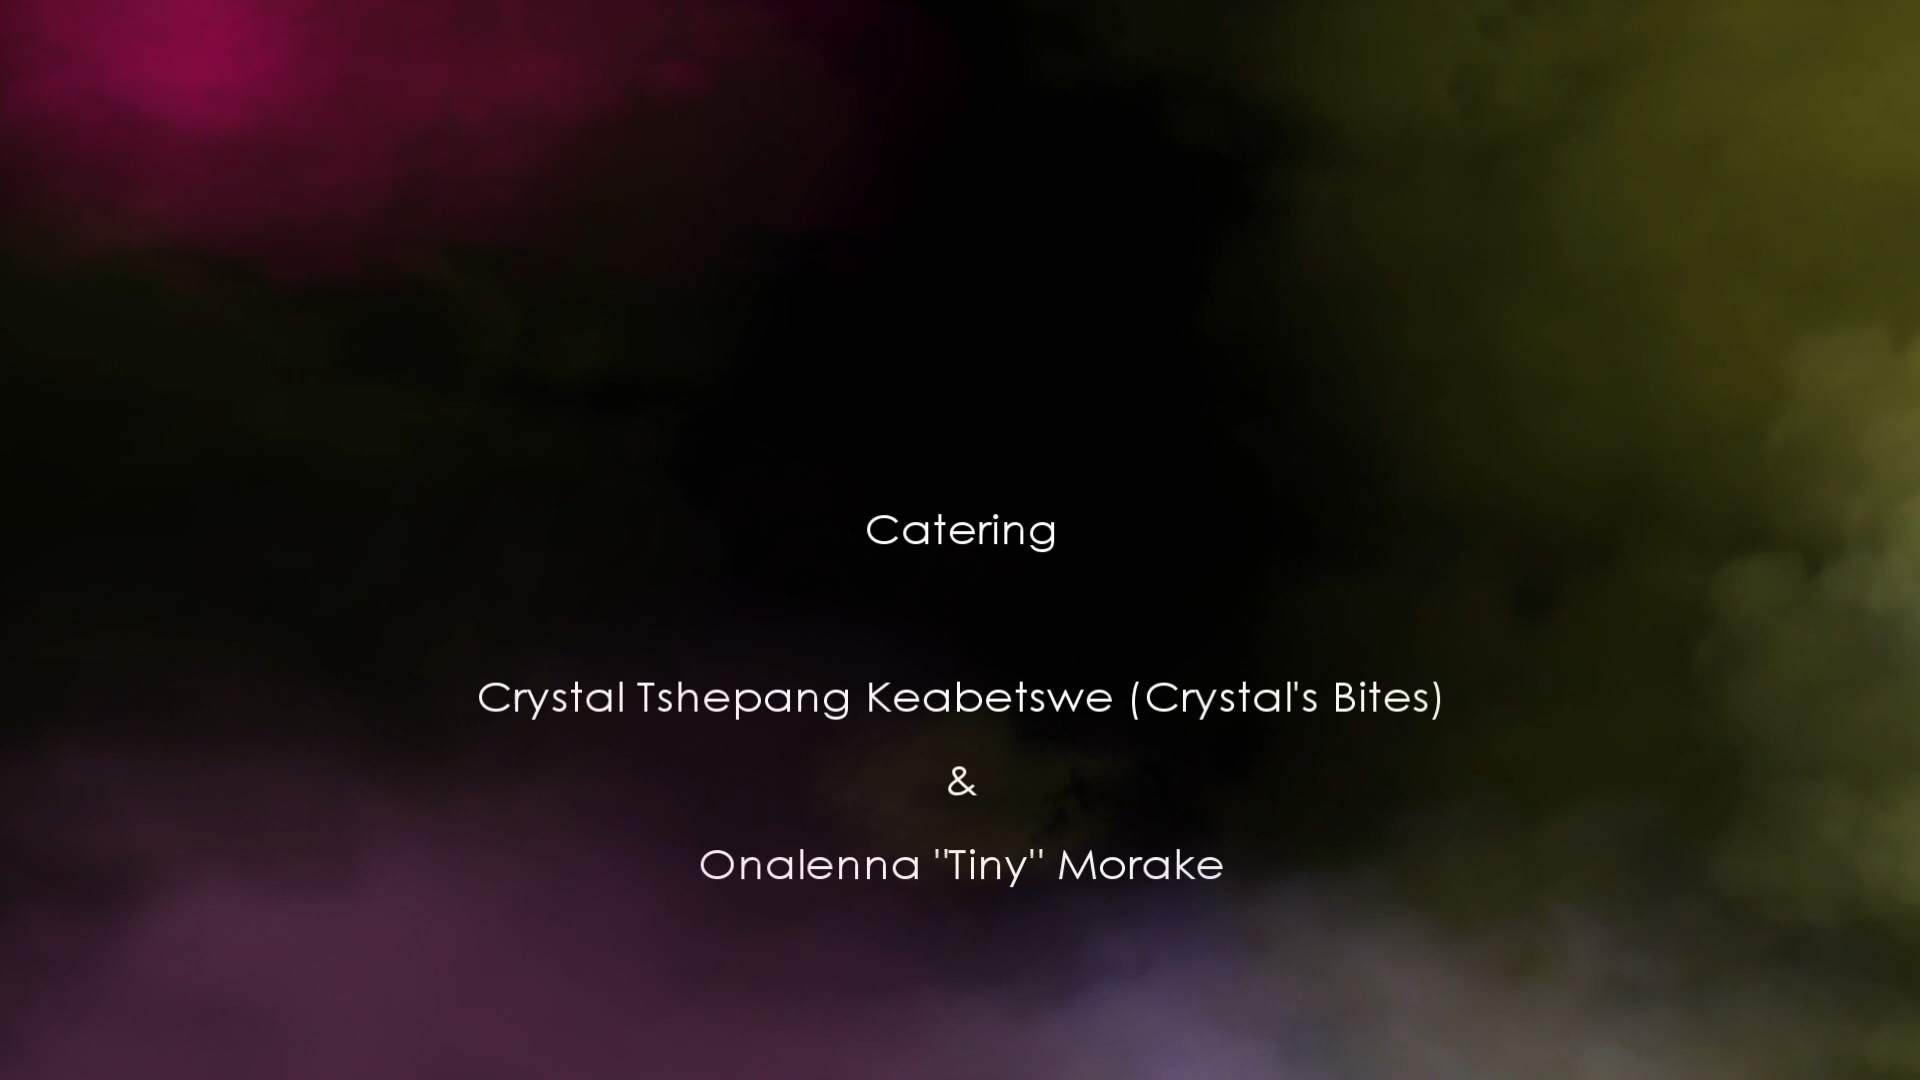 Catering
Crystal Tshepang Keabetswe (Crystal's Bites)
&
Onalenna "Tiny" Morake